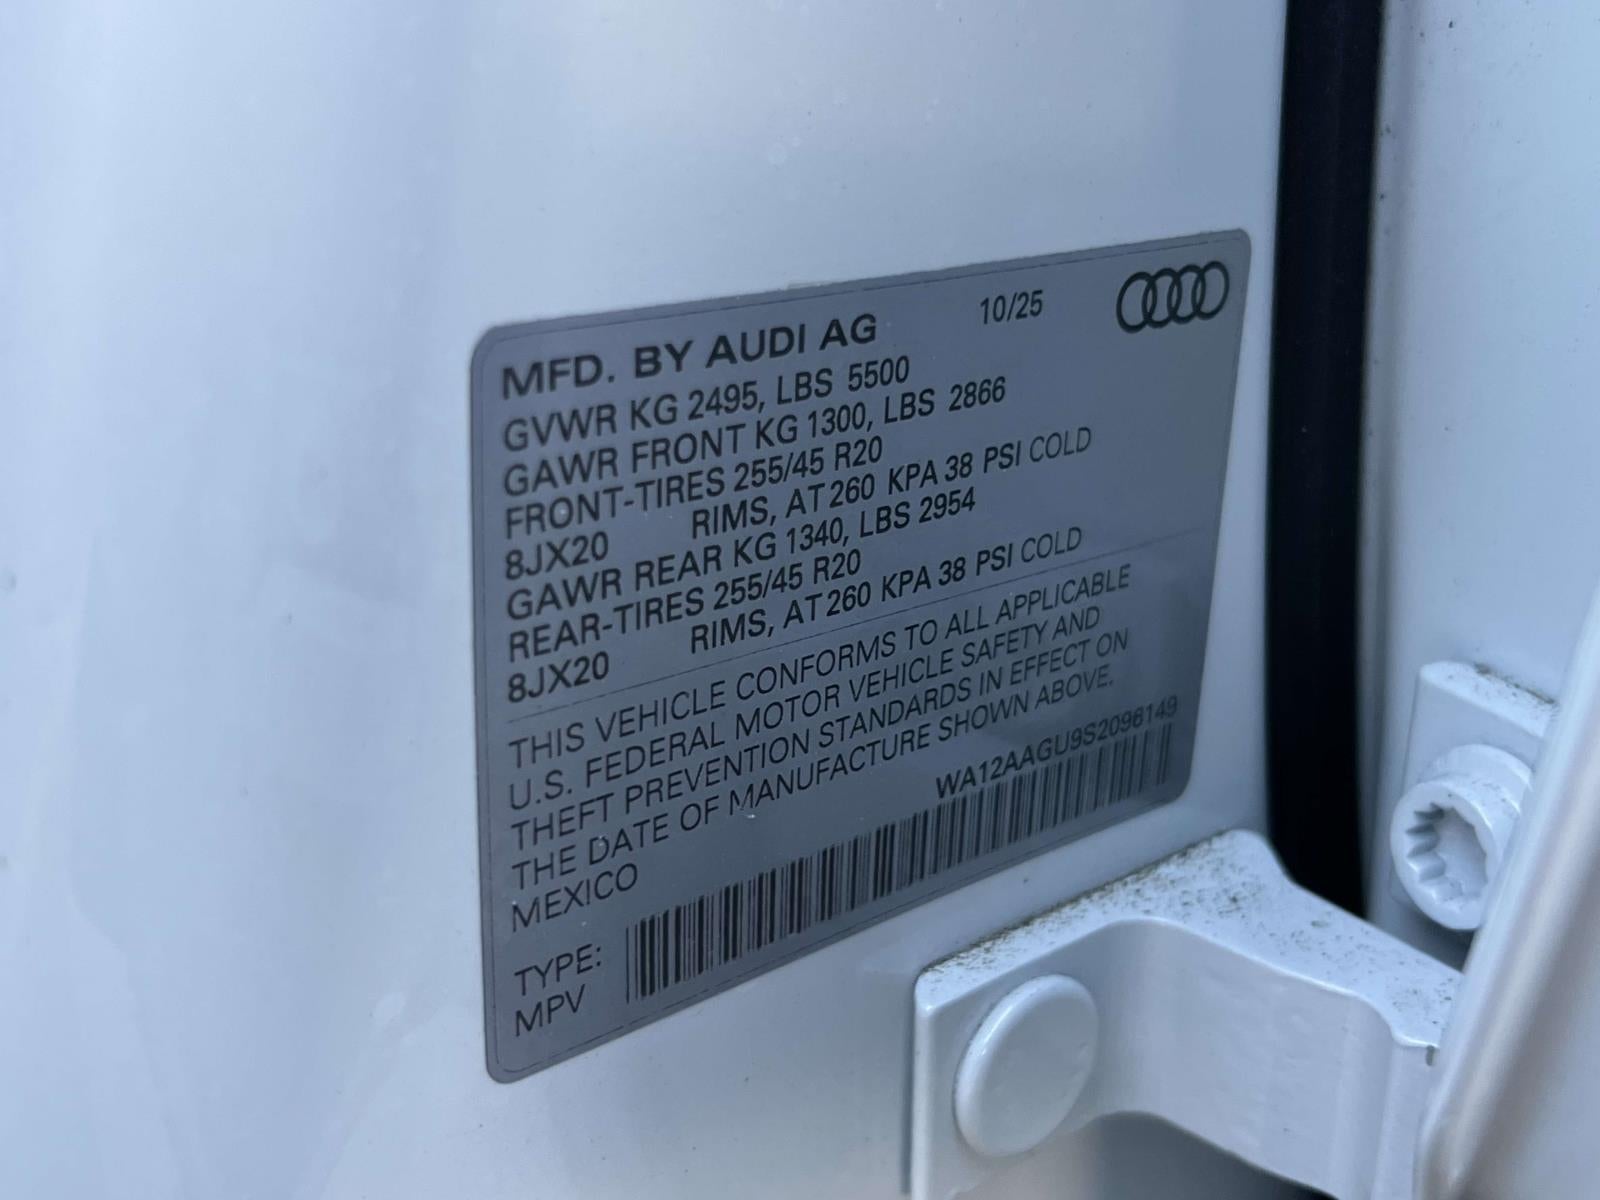 MFD. BY AUDI AG 10/25
GVWR KG 2495, LBS 5500
GAWR FRONT KG 1300, LBS 2866
FRONT-TIRES 255/45 R20
8JX20 RIMS, AT 260 KPA 38 PSI COLD
GAWR REAR KG 1340, LBS 2954
REAR-TIRES 255/45 R20
8JX20 RIMS, AT 260 KPA 38 PSI COLD
THIS VEHICLE CONFORMS TO ALL APPLICABLE
U.S. FEDERAL MOTOR VEHICLE SAFETY AND
THEFT PREVENTION STANDARDS IN EFFECT ON
THE DATE OF MANUFACTURE SHOWN ABOVE.
MEXICO WA12AAGU9S2096149
TYPE:
MPV